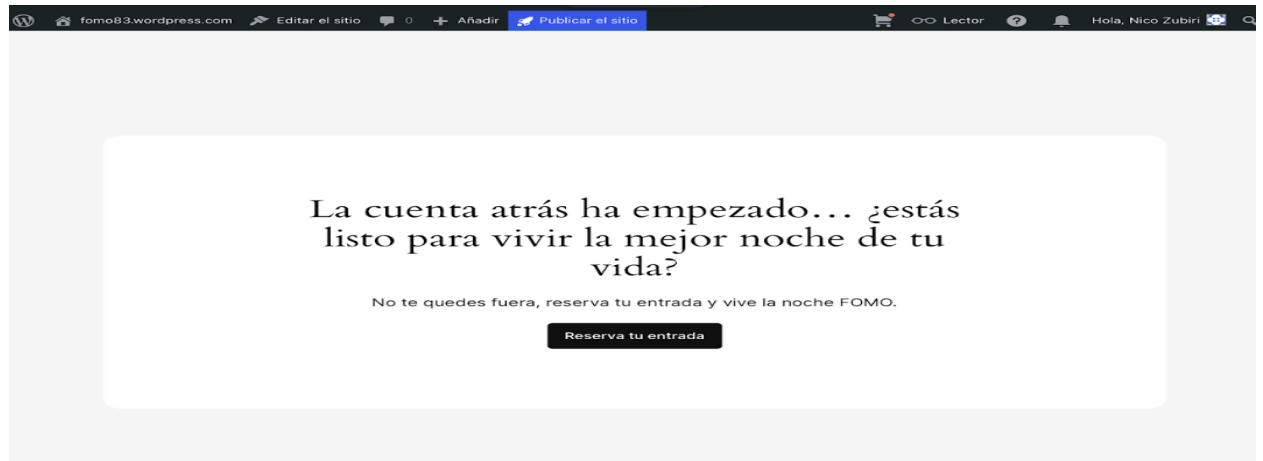 fomo83.wordpress.com Editar el sitio 0 Añadir Publicar el sitio Lector Hola, Nico Zubiri
La cuenta atrás ha empezado... ¿estás
listo para vivir la mejor noche de tu
vida?
No te quedes fuera, reserva tu entrada y vive la noche FOMO.
Reserva tu entrada